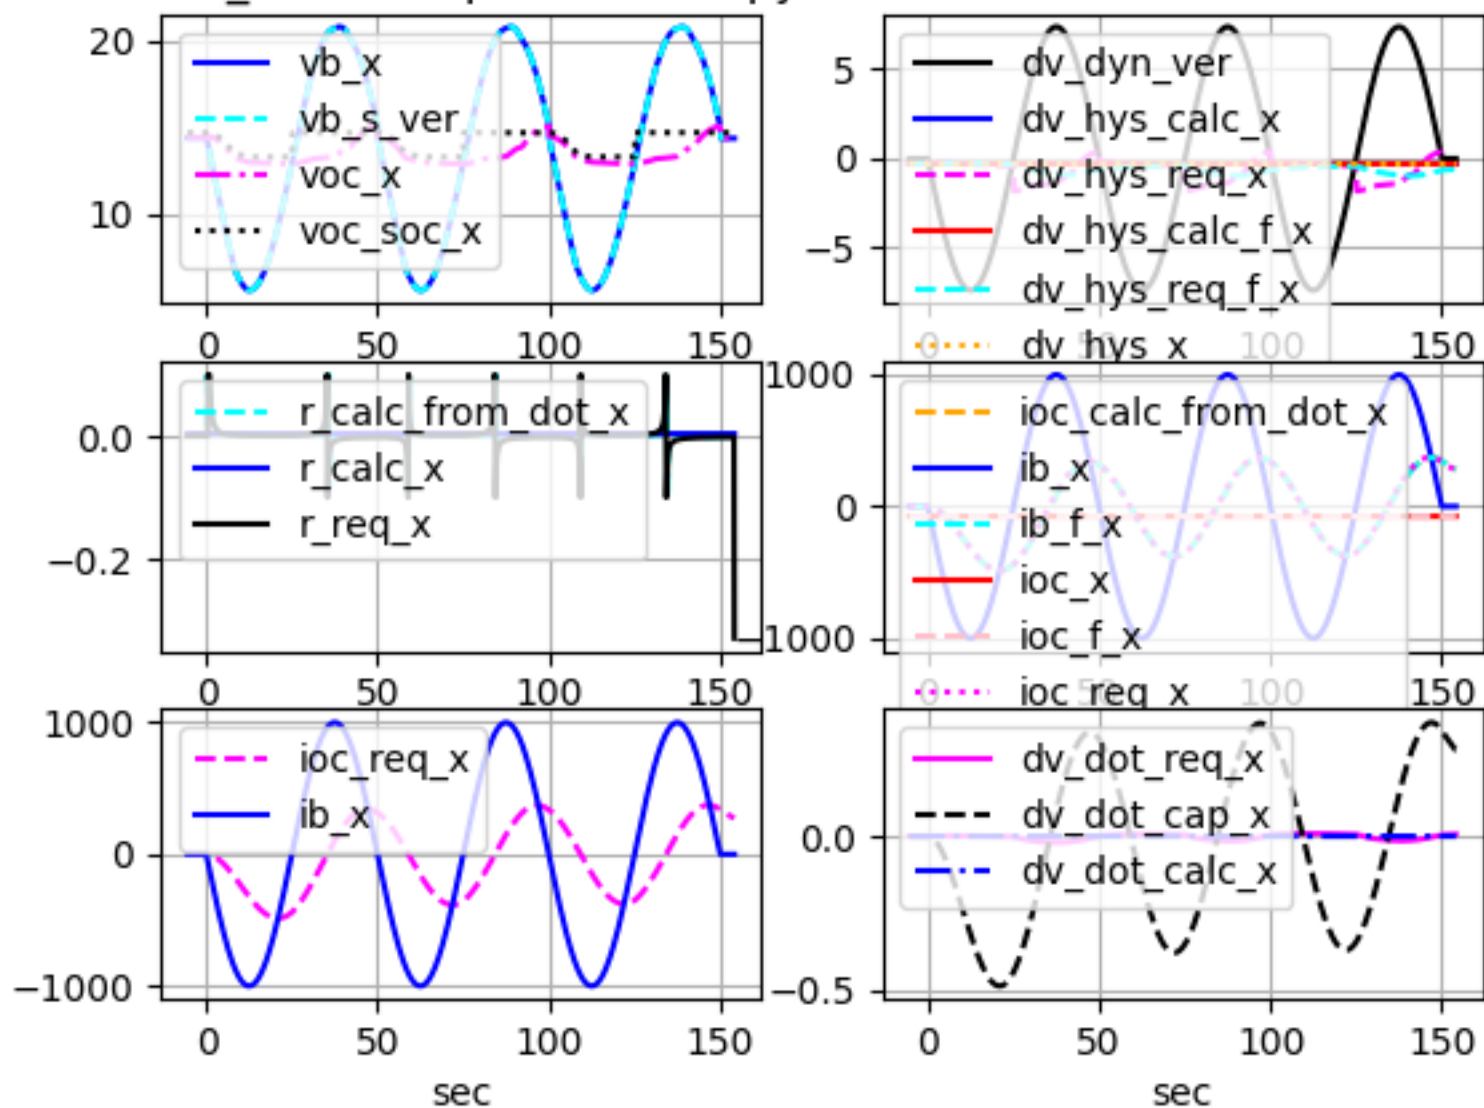 20
10
vb_x
vb_s_ver
voc_x
voc_soc_x
0 50 100 150
5
0
−5
dv_dyn_ver
dv_hys_calc_x
dv_hys_req_x
dv_hys_calc_f_x
dv_hys_req_f_x
dv_hys_x
0 50 100 150
0.0
−0.2
r_calc_from_dot_x
r_calc_x
r_req_x
0 50 100 150
1000
0
1000
ioc_calc_from_dot_x
ib_x
ib_f_x
ioc_x
ioc_f_x
ioc_req_x
0 50 100 150
1000
0
−1000
ioc_req_x
ib_x
0 50 100 150
sec
0.0
−0.5
dv_dot_req_x
dv_dot_cap_x
dv_dot_calc_x
0 50 100 150
sec